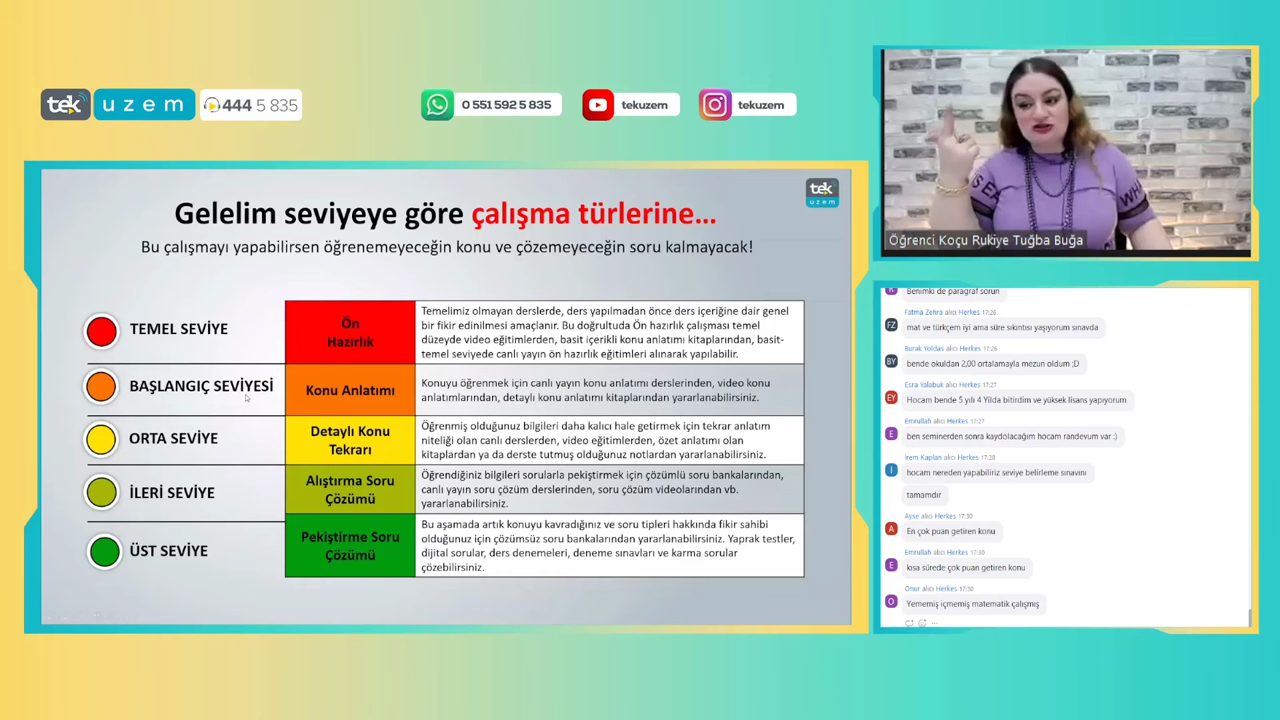 tek uzem 444 5 835
0 551 592 5 835
tekuzem
tekuzem
tek
uzem
Gelelim seviyeye göre çalışma türlerine...
Bu çalışmayı yapabilirsen öğrenemeyeceğin konu ve çözemeyeceğin soru kalmayacak!
TEMEL SEVİYE
Ön
Hazırlık
Temelimiz olmayan derslerde, ders yapılmadan önce ders içeriğine dair genel
bir fikir edinilmesi amaçlanır. Bu doğrultuda Ön hazırlık çalışması temel
düzeyde video eğitimlerden, basit içerikli konu anlatımı kitaplarından, basit-
temel seviyede canlı yayın ön hazırlık eğitimleri alınarak yapılabilir.
BAŞLANGIÇ SEVİYESİ
Konu Anlatımı
Konuyu öğrenmek için canlı yayın konu anlatımı derslerinden, video konu
anlatımlarından, detaylı konu anlatımı kitaplarından yararlanabilirsiniz.
ORTA SEVİYE
Detaylı Konu
Tekrarı
Öğrenmiş olduğunuz bilgileri daha kalıcı hale getirmek için tekrar anlatım
niteliği olan canlı derslerden, video eğitimlerden, özet anlatımı olan
kitaplardan ya da derste tutmuş olduğunuz notlardan yararlanabilirsiniz.
İLERİ SEVİYE
Alıştırma Soru
Çözümü
Öğrendiğiniz bilgileri sorularla pekiştirmek için çözümlü soru bankalarından,
canlı yayın soru çözüm derslerinden, soru çözüm videolarından vb.
yararlanabilirsiniz.
ÜST SEVİYE
Pekiştirme Soru
Çözümü
Bu aşamada artık konuyu kavradığınız ve soru tipleri hakkında fikir sahibi
olduğunuz için çözümsüz soru bankalarından yararlanabilirsiniz. Yaprak testler,
dijital sorular, ders denemeleri, deneme sınavları ve karma sorular
çözebilirsiniz.
Öğrenci Koçu Rukiye Tuğba Buğa
Benimki de paragraf sorun
Fatma Zehra alıcı Herkes 17:26
FZ
mat ve türkçem iyi ama süre sıkıntısı yaşıyorum sınavda
Burak Yoldas alıcı Herkes 17:26
BY
bende okuldan 2,00 ortalamayla mezun oldum ;D
Esra Yalabuk alıcı Herkes 17:27
EY
Hocam bende 5 yılı 4 Yilda bitirdim ve yüksek lisans yapıyorum
Emrullah alıcı Herkes 17:27
E
ben seminerden sonra kaydolacağım hocam randevum var :)
İrem Kaplan alıcı Herkes 17:28
İ
hocam nereden yapabiliriz seviye belirleme sınavını
tamamdır
Ayse alıcı Herkes 17:30
A
En çok puan getiren konu
Emrullah alıcı Herkes 17:30
E
kısa sürede çok puan getiren konu
Onur alıcı Herkes 17:30
O
Yememiş içmemiş matematik çalışmış